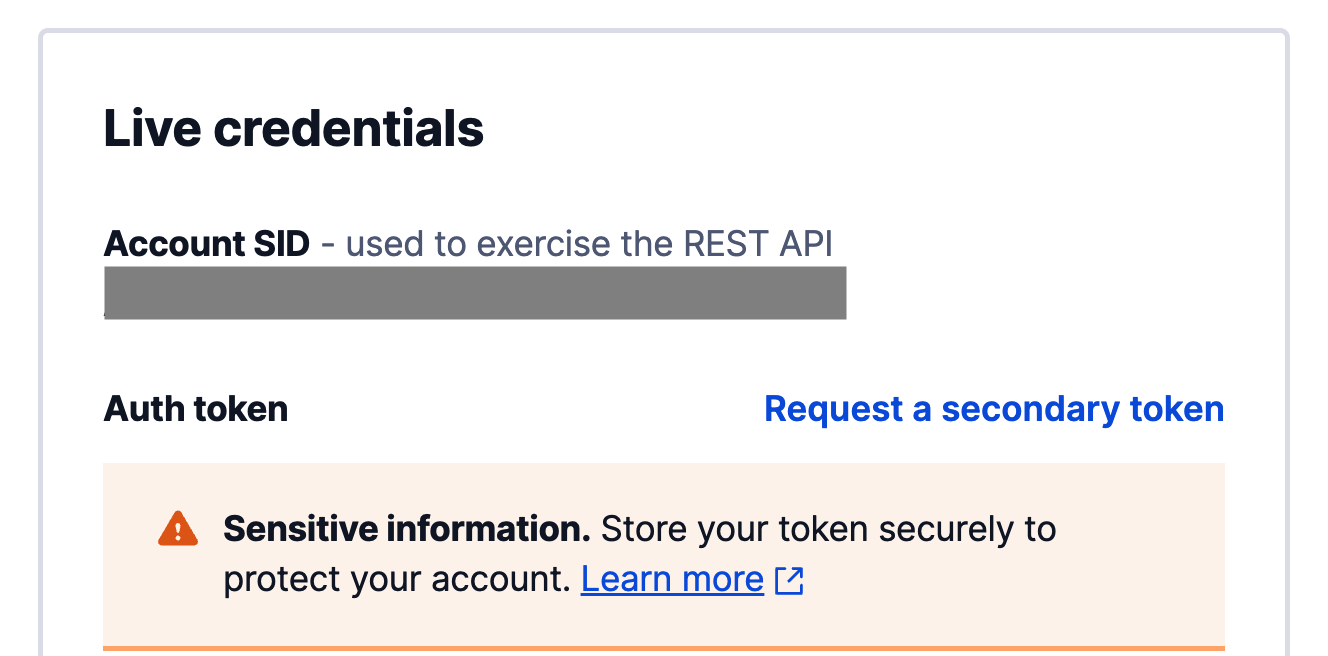 Live credentials
Account SID - used to exercise the REST API
Auth token
Request a secondary token
Sensitive information. Store your token securely to
protect your account. Learn more